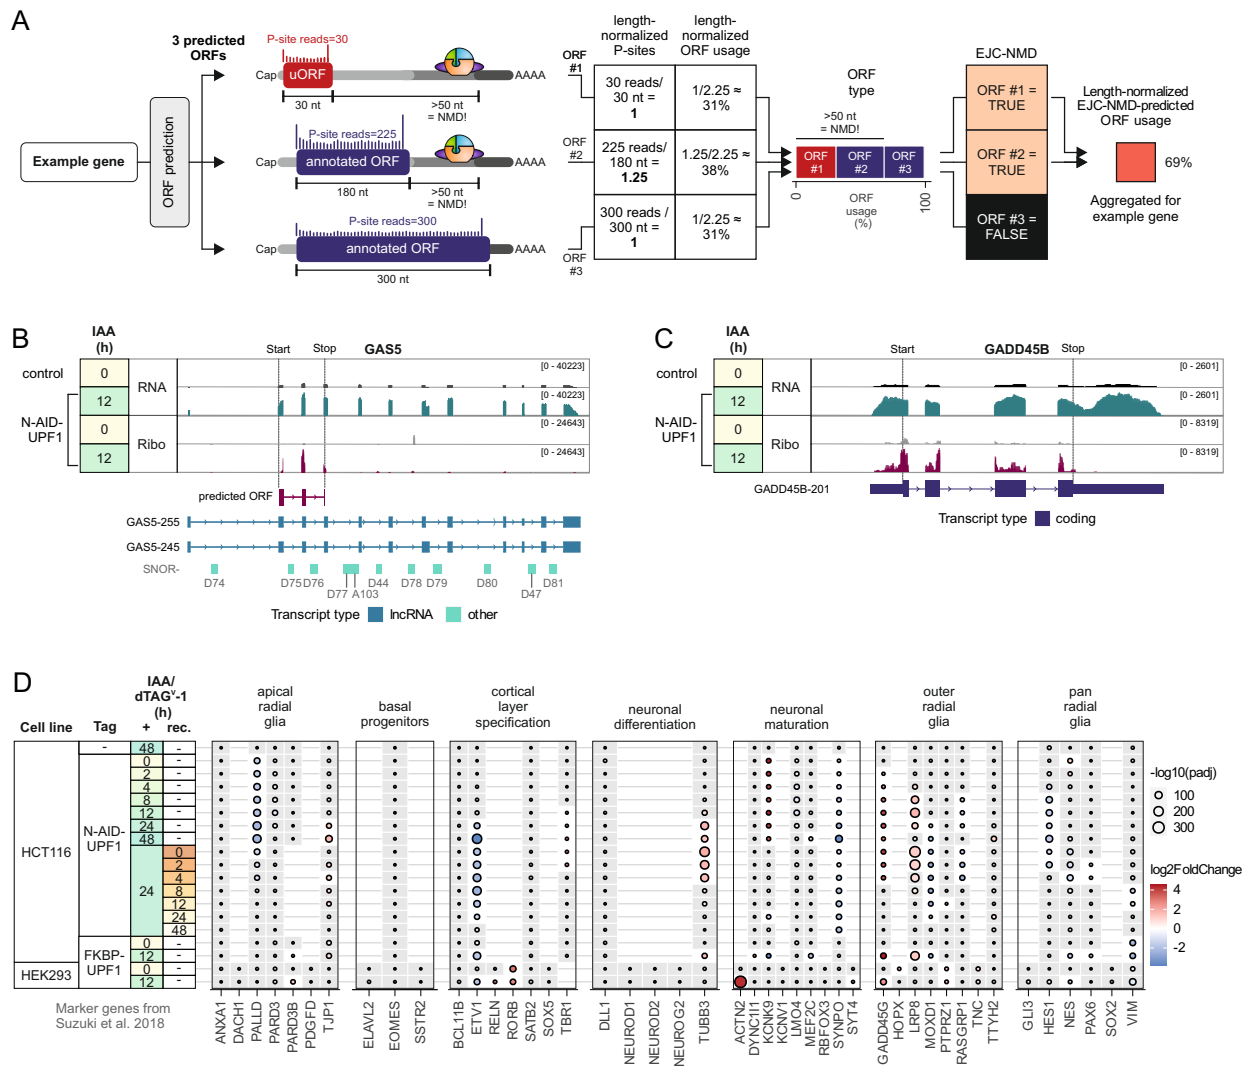 A
3 predicted
ORFs
Example gene
ORF prediction
P-site reads=30
Cap
uORF
AAAA
30 nt
>50 nt
= NMD!
P-site reads=225
Cap
annotated ORF
AAAA
180 nt
>50 nt
= NMD!
P-site reads=300
Cap
annotated ORF
AAAA
300 nt
ORF
#1
ORF
#2
ORF
#3
length-
normalized
P-sites
length-
normalized
ORF usage
30 reads/
30 nt =
1
1/2.25 ≈
31%
225 reads/
180 nt =
1.25
1.25/2.25 ≈
38%
300 reads /
300 nt =
1
1/2.25 ≈
31%
ORF
type
>50 nt
= NMD!
ORF
#1
ORF
#2
ORF
#3
0
ORF
usage
(%)
100
EJC-NMD
ORF #1 =
TRUE
ORF #2 =
TRUE
ORF #3 =
FALSE
Length-normalized
EJC-NMD-predicted
ORF usage
69%
Aggregated for
example gene
B
IAA
(h)
control
0
12
N-AID-
UPF1
0
12
RNA
Ribo
Start
Stop
GAS5
[0 - 40223]
[0 - 40223]
[0 - 24643]
[0 - 24643]
predicted ORF
GAS5-255
GAS5-245
SNOR-
D74
D75
D76
D77
A103
D44
D78
D79
D80
D47
D81
Transcript type
lncRNA
other
C
IAA
(h)
control
0
12
N-AID-
UPF1
0
12
RNA
Ribo
Start
GADD45B
Stop
[0 - 2601]
[0 - 2601]
[0 - 8319]
[0 - 8319]
GADD45B-201
Transcript type
coding
D
Cell line
Tag
IAA/
dTAGV-1
(h)
+
rec.
apical
radial
glia
basal
progenitors
cortical
layer
specification
neuronal
differentiation
neuronal
maturation
outer
radial
glia
pan
radial
glia
HCT116
HEK293
-
N-AID-
UPF1
FKBP-
UPF1
48 -
0 -
2 -
4 -
8 -
12 -
24 -
48 -
24
0
2
4
8
12
24
48
0 -
12 -
0 -
12 -
Marker genes from
Suzuki et al. 2018
ANXA1
DACH1
PALLD
PARD3
PARD3B
PDGFD
TJP1
ELAVL2
EOMES
SSTR2
BCL11B
ETV1
RELN
RORB
SATB2
SOX5
TBR1
DLL1
NEUROD1
NEUROD2
NEUROG2
TUBB3
ACTN2
DYNC1I1
KCNK9
KCNV1
LMO4
MEF2C
RBFOX3
SYNPO
SYT4
GADD45G
HOPX
LRP8
MOXD1
PTPRZ1
RASGRP1
TNC
TTYH2
GLI3
HES1
NES
PAX6
SOX2
VIM
-log10(padj)
100
200
300
log2FoldChange
4
2
0
-2